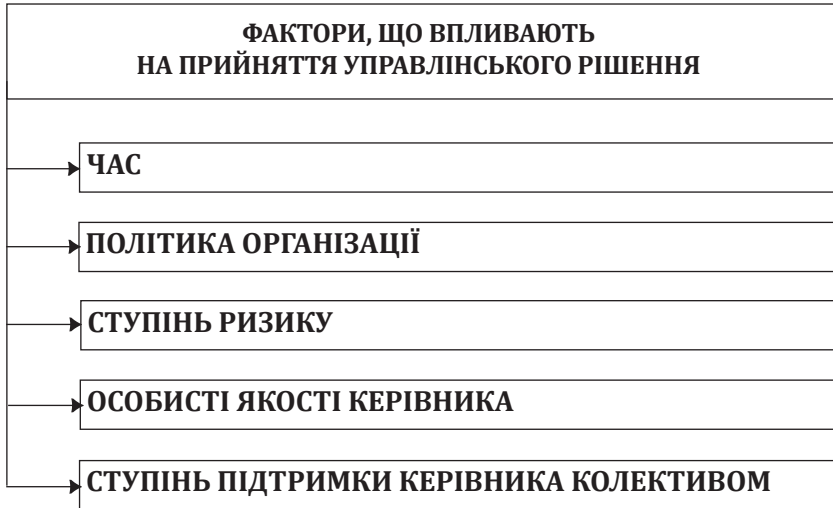 ФАКТОРИ, ЩО ВПЛИВАЮТЬ
НА ПРИЙНЯТТЯ УПРАВЛІНСЬКОГО РІШЕННЯ
ЧАС
ПОЛІТИКА ОРГАНІЗАЦІЇ
СТУПІНЬ РИЗИКУ
ОСОБИСТІ ЯКОСТІ КЕРІВНИКА
СТУПІНЬ ПІДТРИМКИ КЕРІВНИКА КОЛЕКТИВОМ